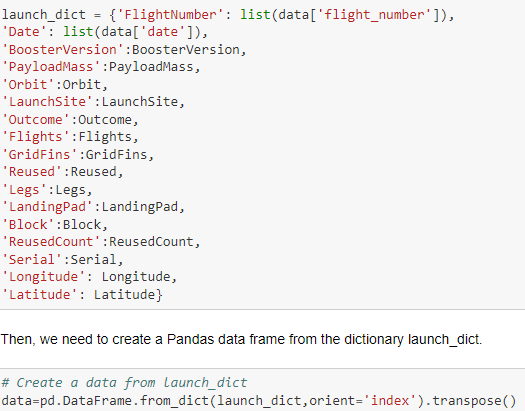 launch_dict = {'FlightNumber': list(data['flight_number']),
'Date': list(data['date']),
'BoosterVersion':BoosterVersion,
'PayloadMass':PayloadMass,
'Orbit':Orbit,
'LaunchSite':LaunchSite,
'Outcome':Outcome,
'Flights':Flights,
'GridFins':GridFins,
'Reused':Reused,
'Legs':Legs,
'LandingPad':LandingPad,
'Block':Block,
'ReusedCount':ReusedCount,
'Serial':Serial,
'Longitude': Longitude,
'Latitude': Latitude}
Then, we need to create a Pandas data frame from the dictionary launch_dict.
# Create a data from launch_dict
data=pd.DataFrame.from_dict(launch_dict,orient='index').transpose()